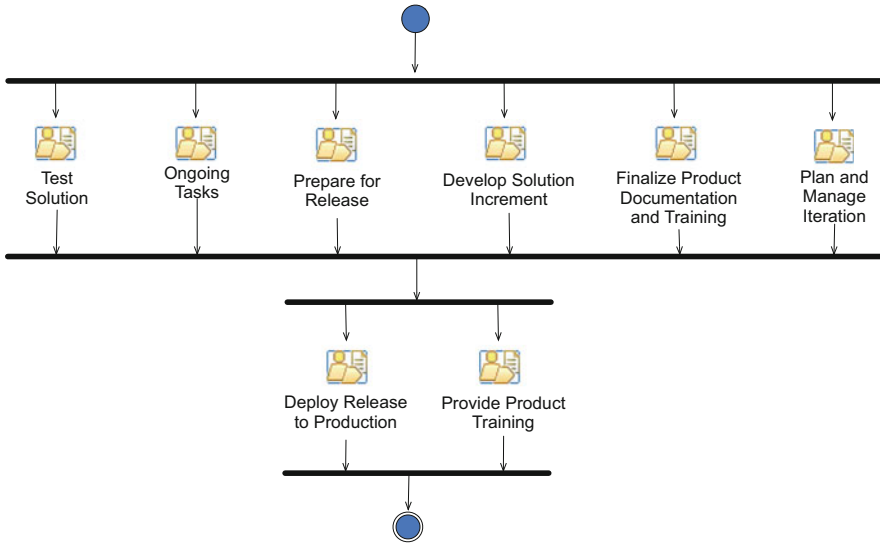 Test
Solution
Ongoing
Tasks
Prepare for
Release
Develop Solution
Increment
Finalize Product
Documentation
and Training
Plan and
Manage
Iteration
Deploy Release
to Production
Provide Product
Training